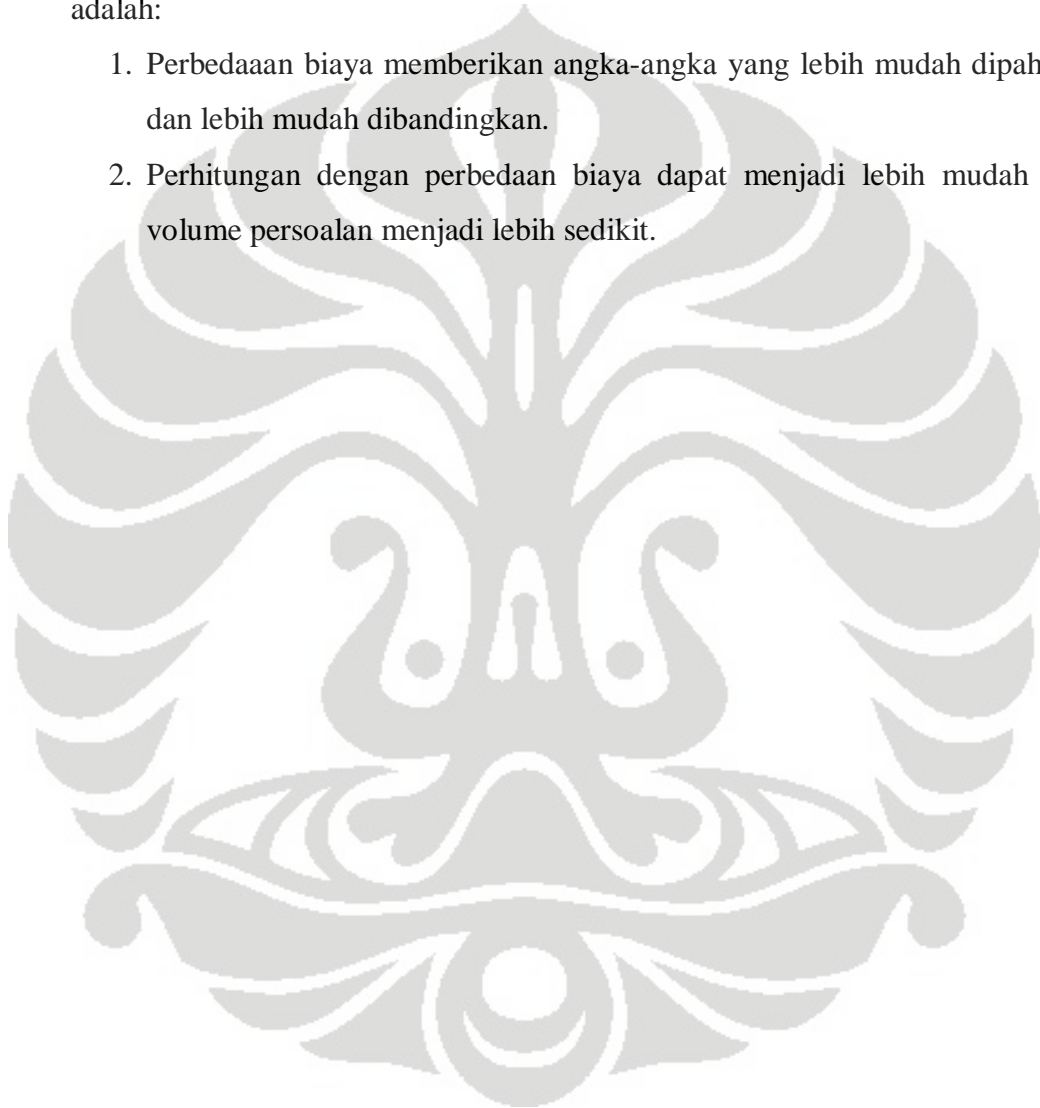 adalah:
1. Perbedaaan biaya memberikan angka-angka yang lebih mudah dipah
dan lebih mudah dibandingkan.
2. Perhitungan dengan perbedaan biaya dapat menjadi lebih mudah
volume persoalan menjadi lebih sedikit.